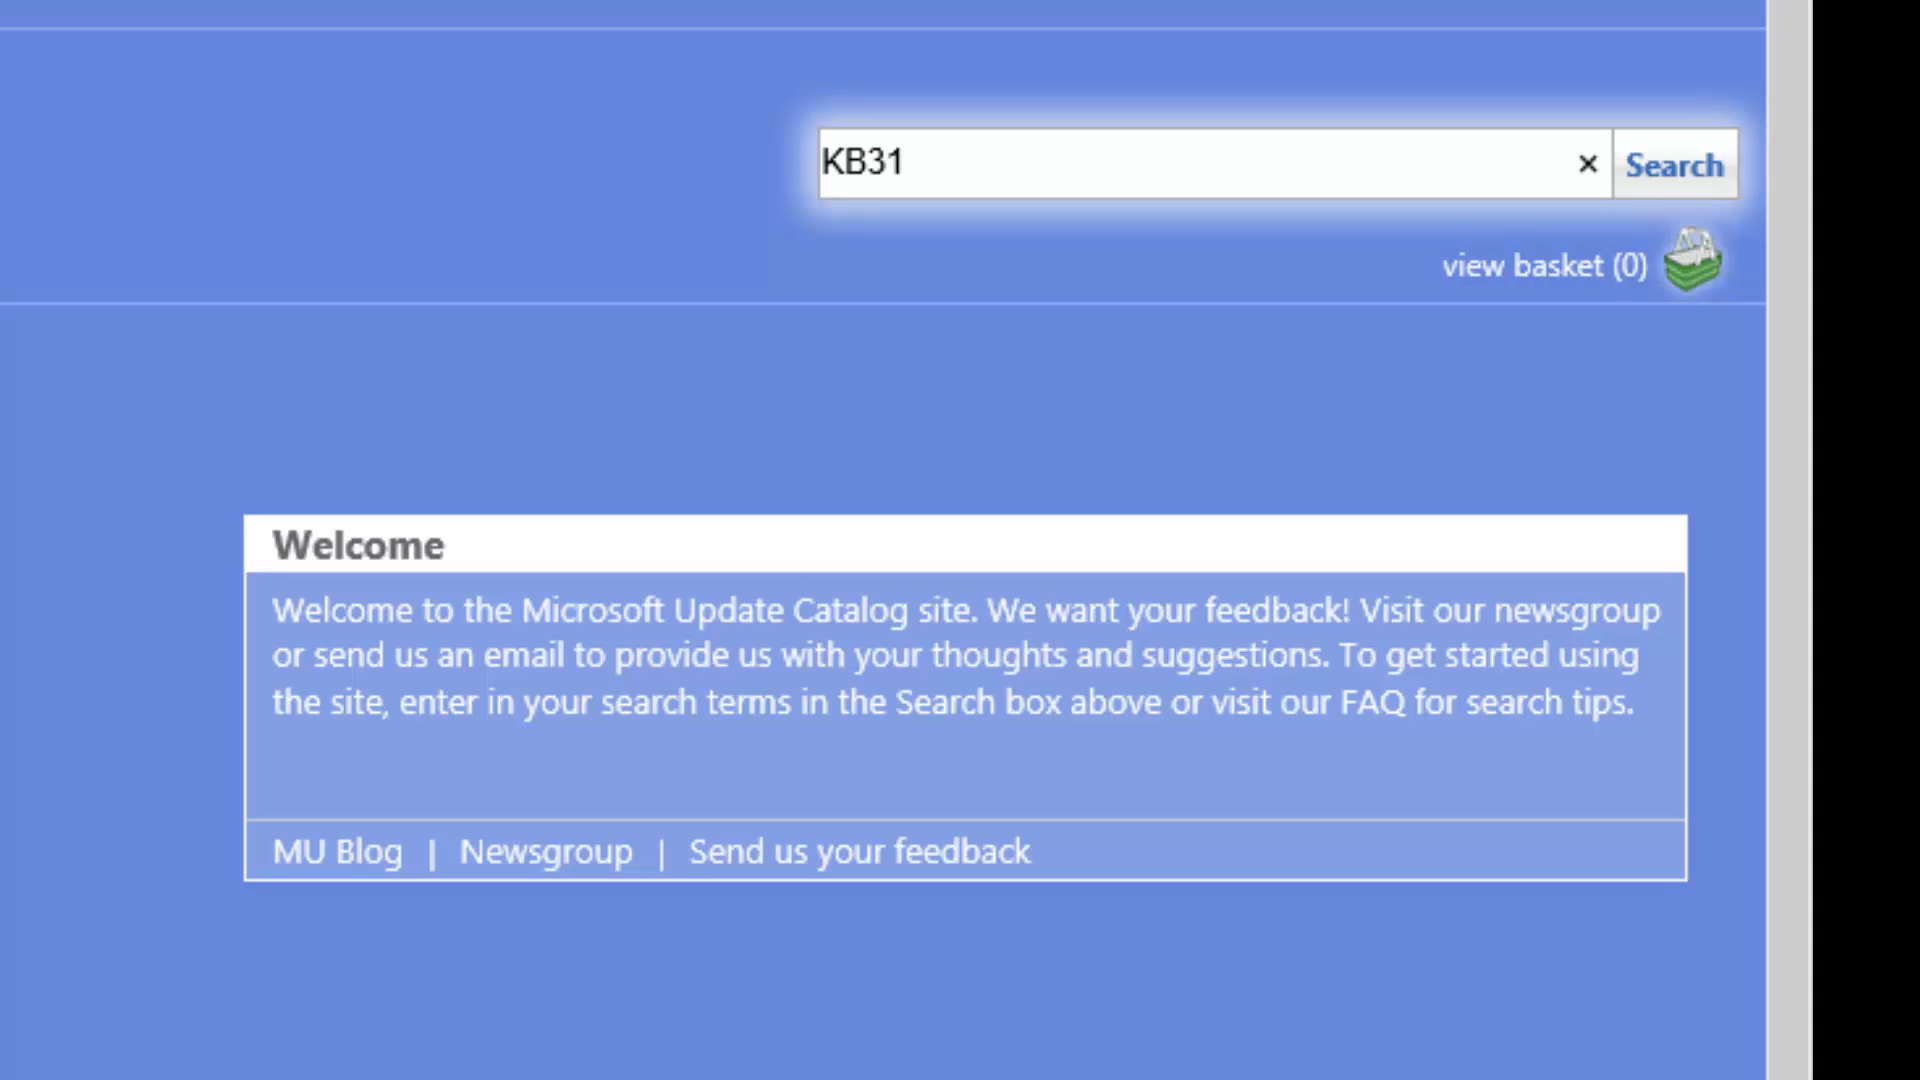 KB31
× Search
view basket (0)
Welcome
Welcome to the Microsoft Update Catalog site. We want your feedback! Visit our newsgroup
or send us an email to provide us with your thoughts and suggestions. To get started using
the site, enter in your search terms in the Search box above or visit our FAQ for search tips.
MU Blog | Newsgroup | Send us your feedback